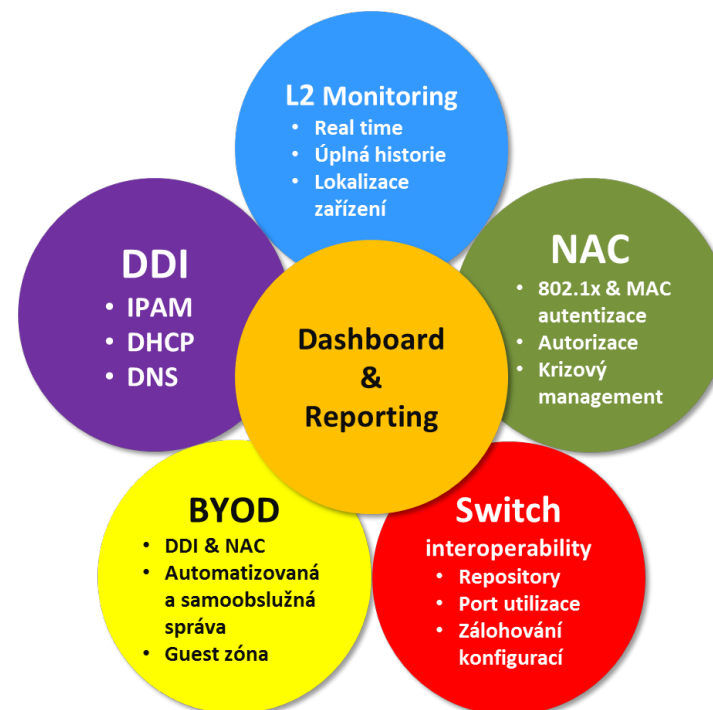 L2 Monitoring
• Real time
• Úplná historie
• Lokalizace
zařízení
DDI
• IPAM
• DHCP
• DNS
NAC
• 802.1x & MAC
autentizace
• Autorizace
• Krizový
management
Dashboard
&
Reporting
BYOD
• DDI & NAC
• Automatizovaná
a samoobslužná
správa
• Guest zóna
Switch
interoperability
• Repository
• Port utilizace
• Zálohování
konfigurací